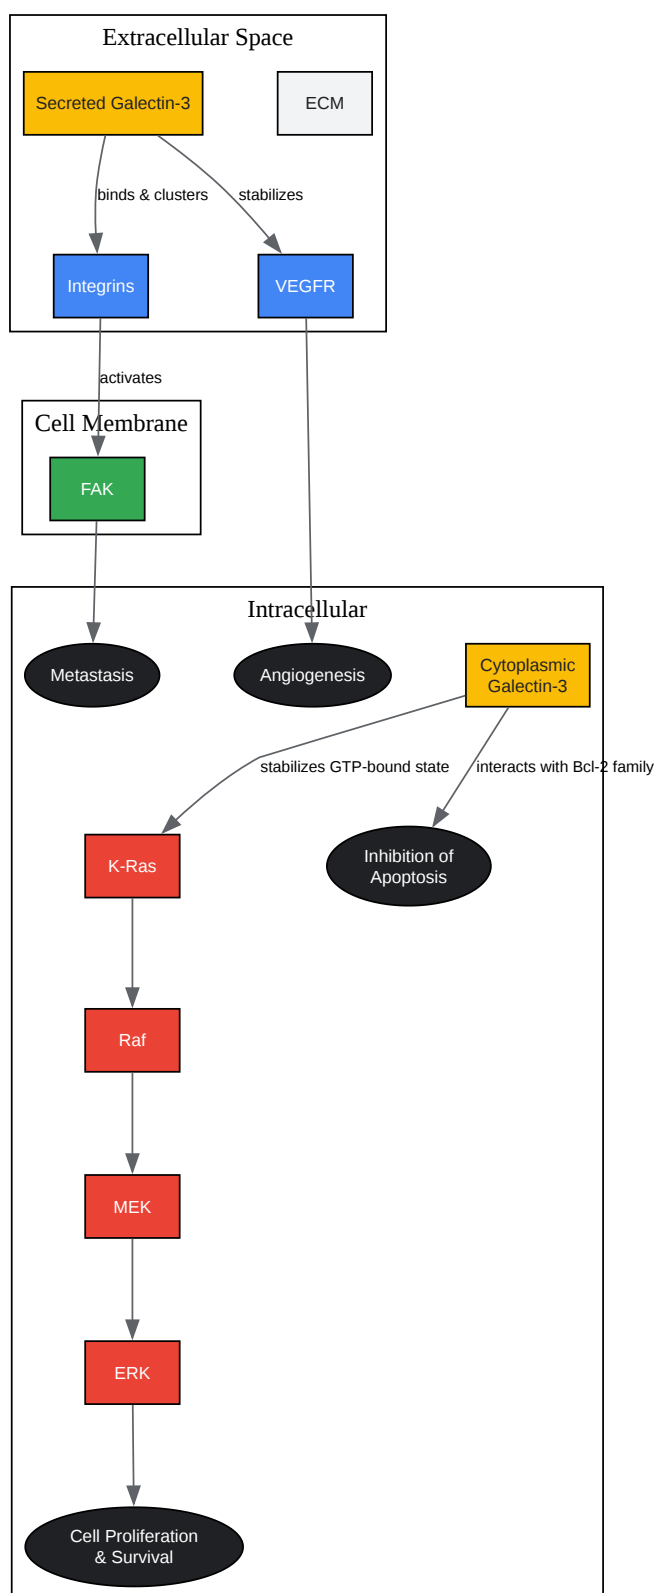 Extracellular Space
Secreted Galectin-3
ECM
binds & clusters
stabilizes
Integrins
VEGFR
activates
Cell Membrane
FAK
Intracellular
Metastasis
Angiogenesis
Cytoplasmic
Galectin-3
stabilizes GTP-bound state
interacts with Bcl-2 family
K-Ras
Inhibition of
Apoptosis
Raf
MEK
ERK
Cell Proliferation
& Survival